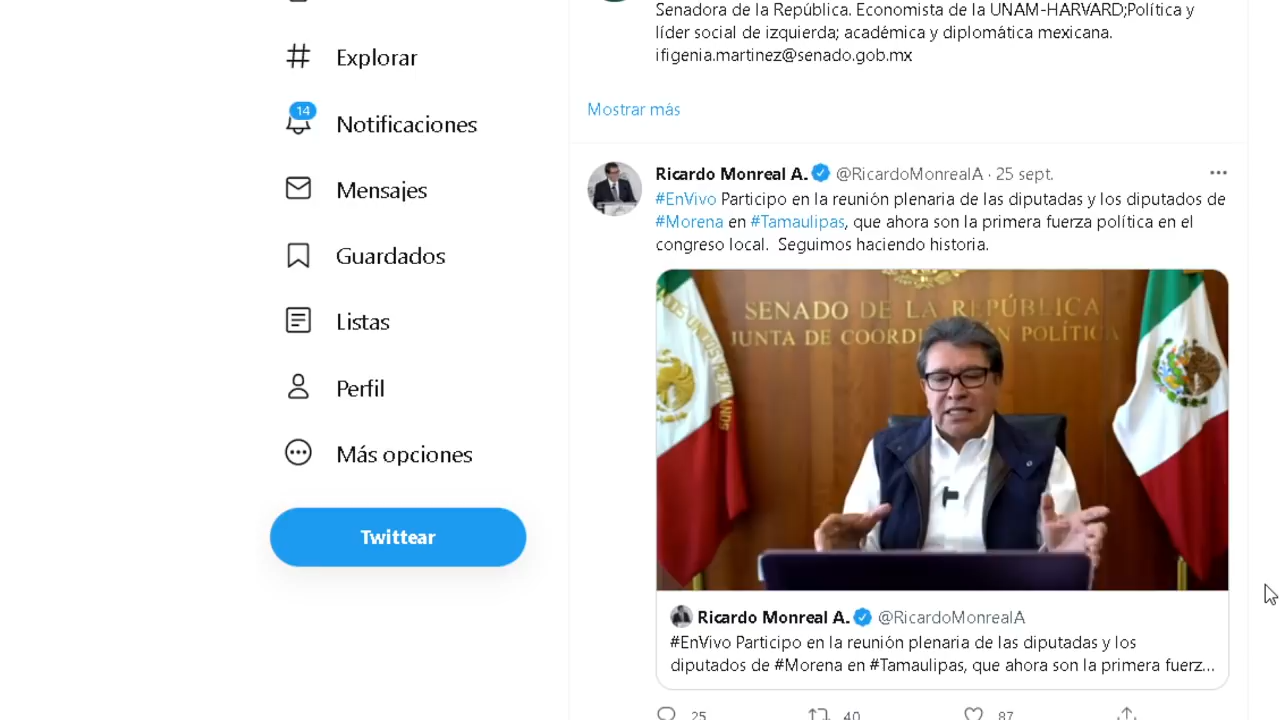 Senadora de la República. Economista de la UNAM-HARVARD;Política y
líder social de izquierda; académica y diplomática mexicana.
ifigenia.martinez@senado.gob.mx
Mostrar más
Explorar
14
Notificaciones
Mensajes
Guardados
Listas
Perfil
Más opciones
Twittear
Ricardo Monreal A. @RicardoMonrealA · 25 sept.
#EnVivo Participo en la reunión plenaria de las diputadas y los diputados de
#Morena en #Tamaulipas, que ahora son la primera fuerza política en el
congreso local. Seguimos haciendo historia.
SENADO DE LA REPÚBLICA
JUNTA DE COORD ÓN POLÍTICA
UNIDOS MEXICANOS
Ricardo Monreal A. @RicardoMonrealA
#EnVivo Participo en la reunión plenaria de las diputadas y los
diputados de #Morena en #Tamaulipas, que ahora son la primera fuerz...
25 40 87